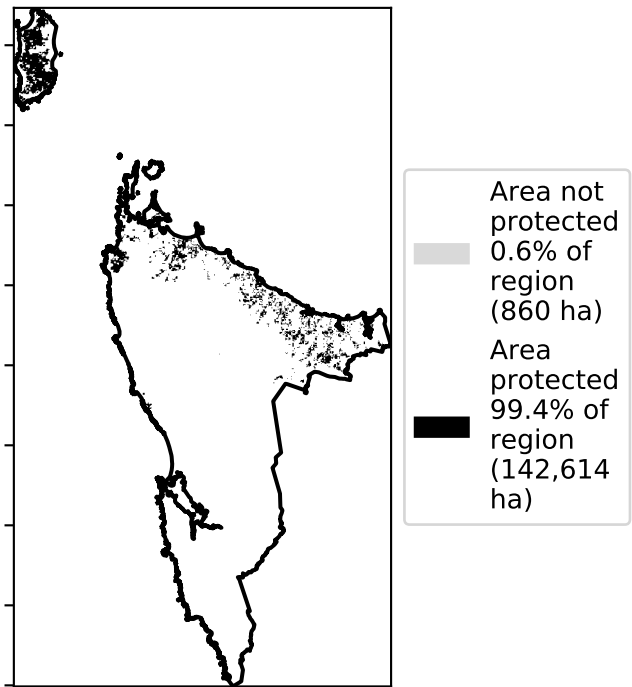 Area not
protected
0.6% of
region
(860 ha)
Area
protected
99.4% of
region
(142,614
ha)